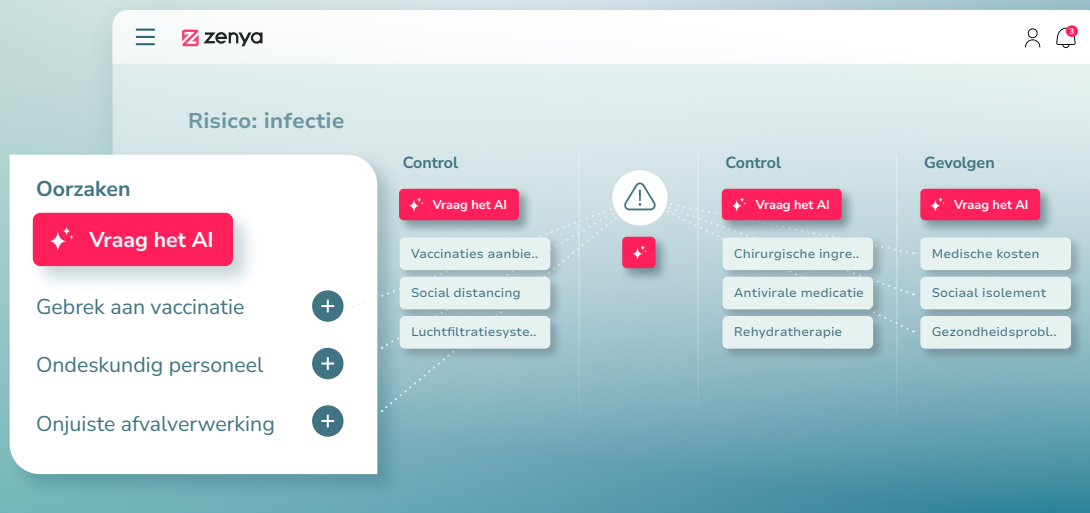 zenya
3
Risico: infectie
Oorzaken
Vraag het AI
Gebrek aan vaccinatie
Ondeskundig personeel
Onjuiste afvalverwerking
Control
Vraag het AI
Vaccinaties aanbie..
Social distancing
Luchtfiltratiesyste..
Control
Vraag het AI
Chirurgische ingre..
Antivirale medicatie
Rehydratherapie
Gevolgen
Vraag het AI
Medische kosten
Sociaal isolement
Gezondheidsprobl..